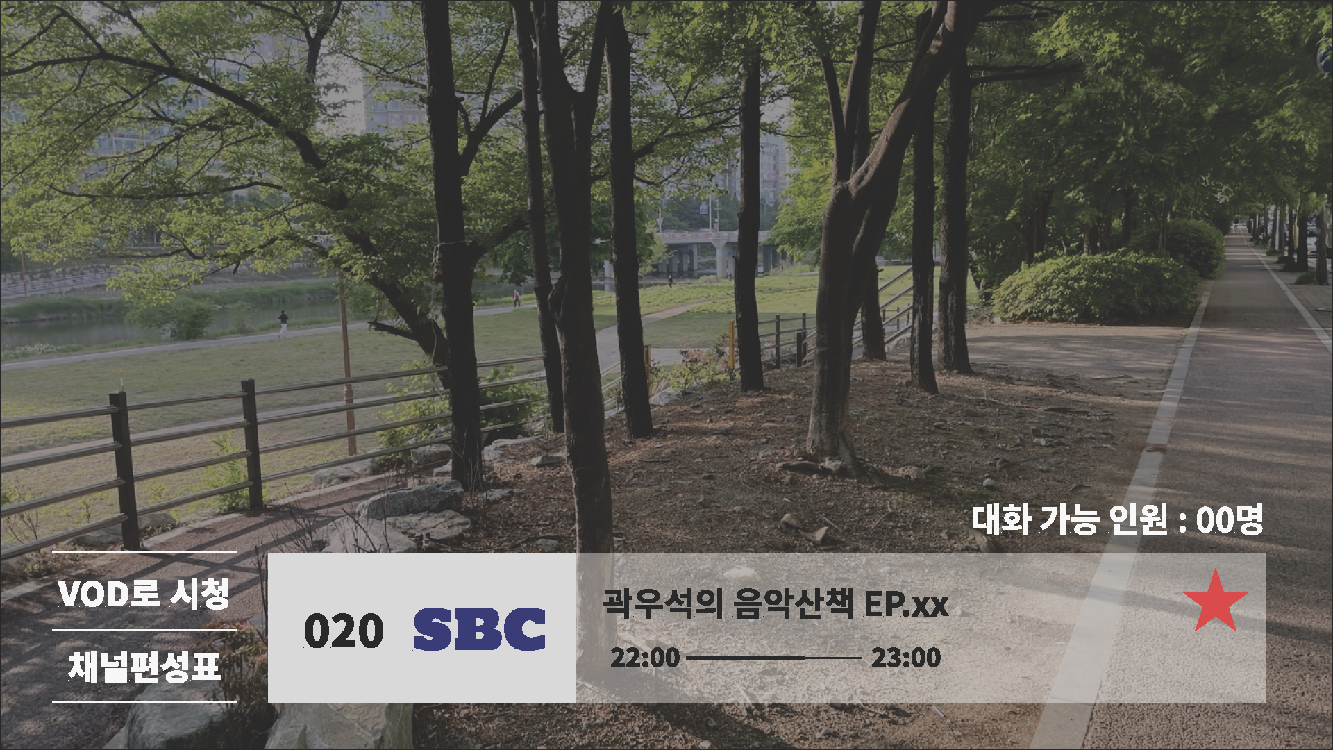 대화 가능 인원 : 00명
VOD로 시청
채널편성표
020 SBC
곽우석의 음악산책 EP.xx
22:00 23:00